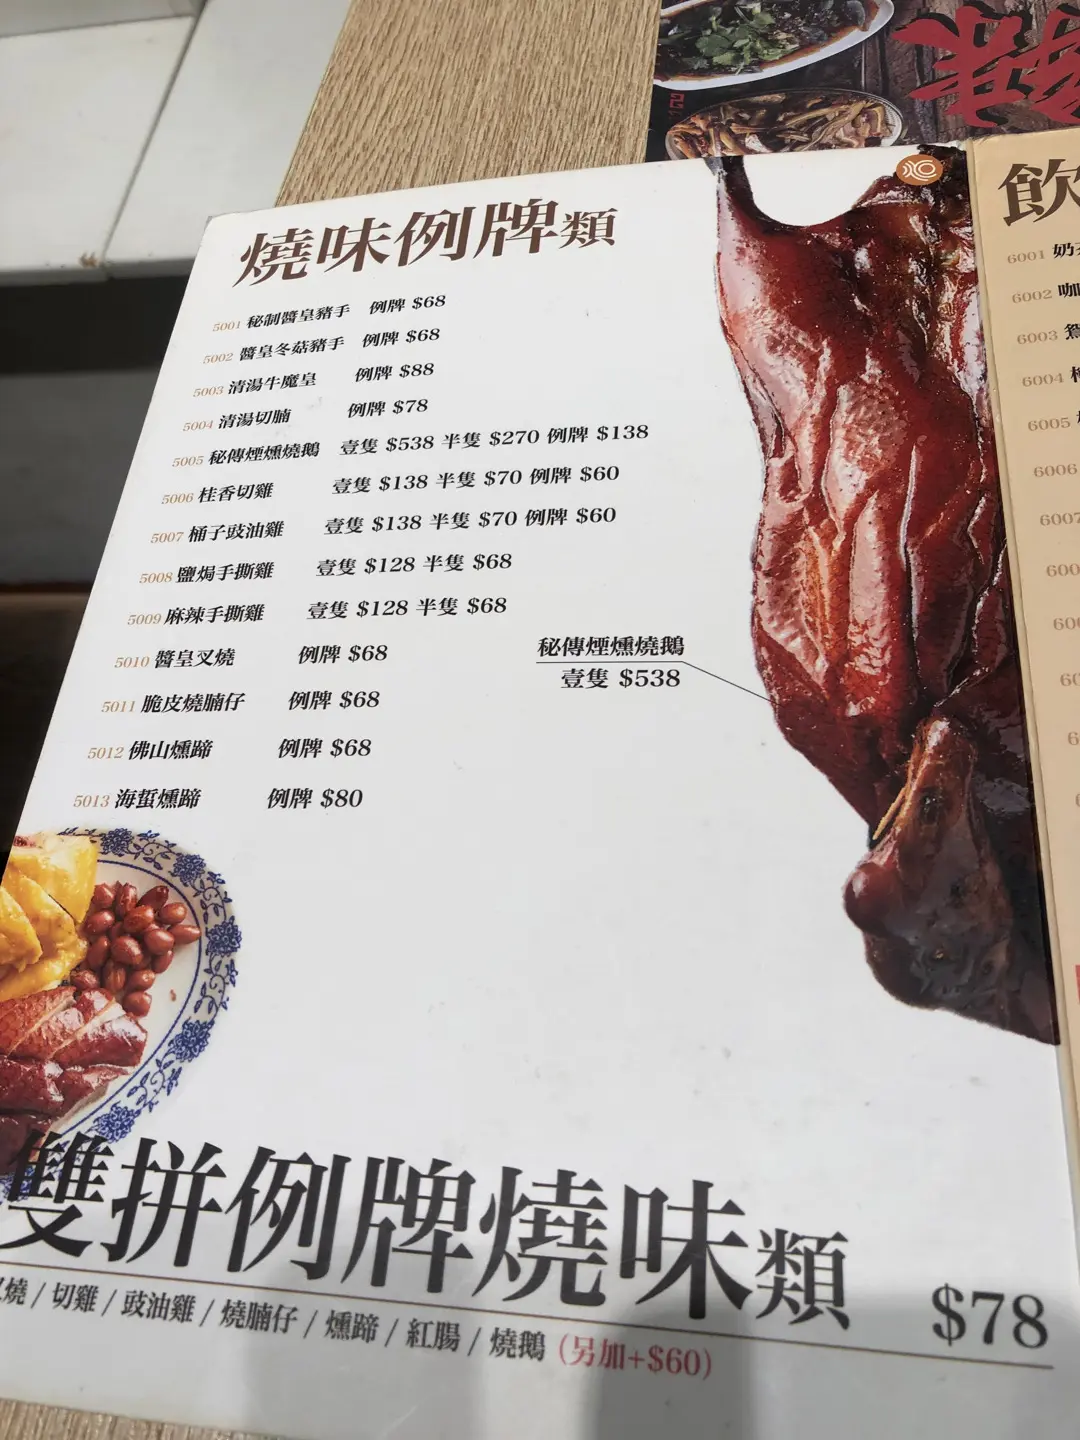 燒味例牌類
5001 秘制醬皇豬手 例牌 $68
5002 醬皇冬菇豬手 例牌 $68
5003 清湯牛魔皇 例牌 $88
5004 清湯切腩 例牌 $78
5005 秘傳煙燻燒鵝 壹隻 $538 半隻 $270 例牌 $138
5006 桂香切雞 壹隻 $138 半隻 $70 例牌 $60
5007 桶子豉油雞 壹隻 $138 半隻 $70 例牌 $60
5008 鹽焗手撕雞 壹隻 $128 半隻 $68
5009 麻辣手撕雞 壹隻 $128 半隻 $68
5010 醬皇叉燒 例牌 $68
5011 脆皮燒腩仔 例牌 $68
5012 佛山燻蹄 例牌 $68
5013 海蜇燻蹄 例牌 $80
秘傳煙燻燒鵝
壹隻 $538
雙拼例牌燒味類 $78
燒 / 切雞 / 豉油雞 / 燒腩仔 / 燻蹄 / 紅腸 / 燒鵝 (另加+$60)
飲
6001 奶
6002 咖
6003 鴛
6004
6005
6006
6007